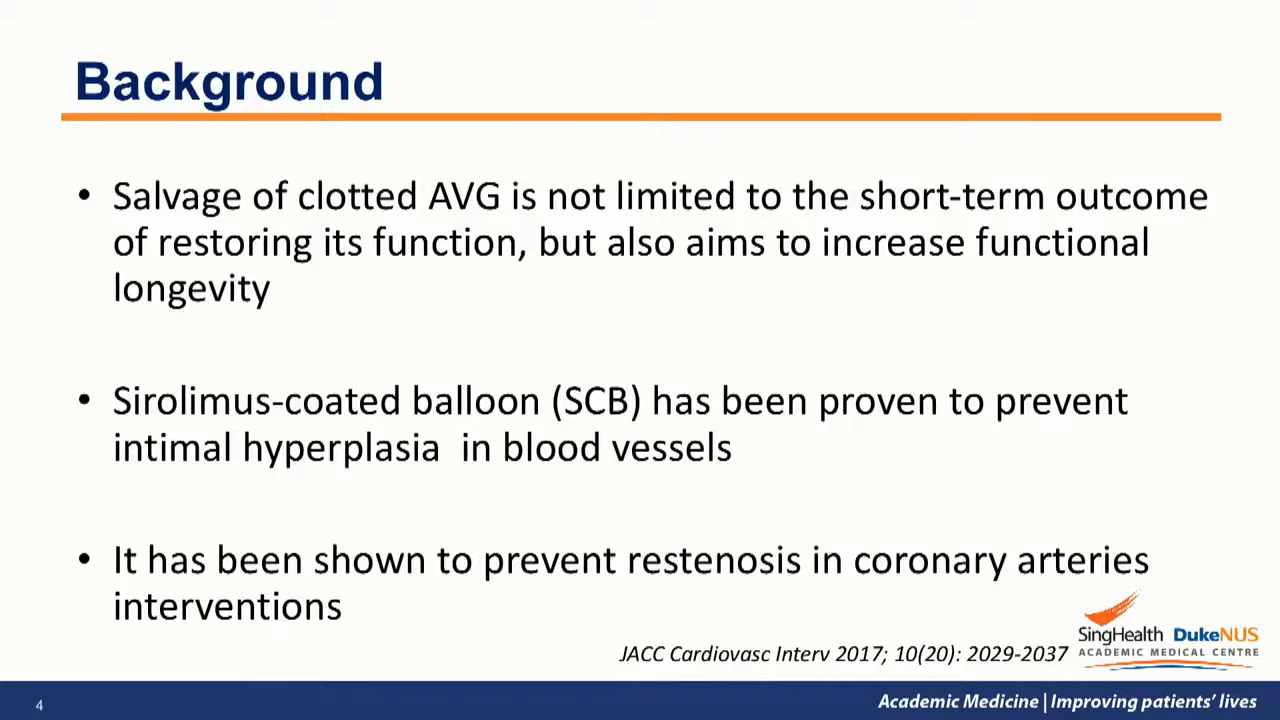 Background
• Salvage of clotted AVG is not limited to the short-term outcome
of restoring its function, but also aims to increase functional
longevity
• Sirolimus-coated balloon (SCB) has been proven to prevent
intimal hyperplasia  in blood vessels
• It has been shown to prevent restenosis in coronary arteries
interventions
JACC Cardiovasc Interv 2017; 10(20): 2029-2037
SingHealth DukeNUS
ACADEMIC MEDICAL CENTRE
4
Academic Medicine | Improving patients' lives